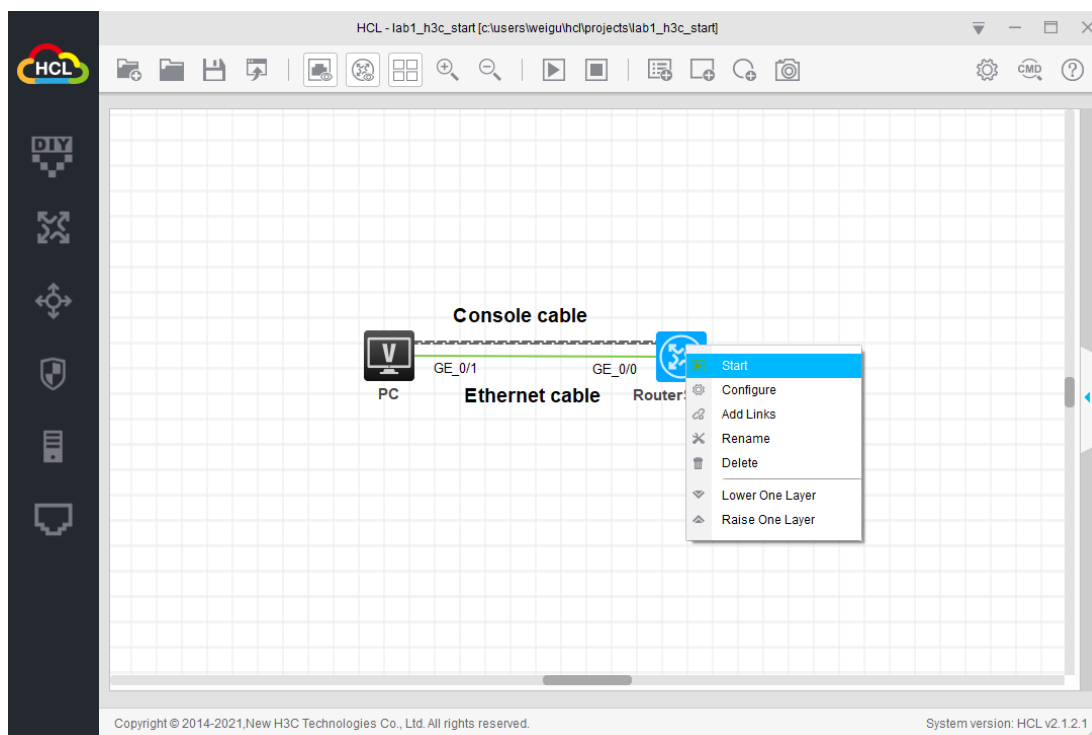 HCL - lab1_h3c_start [c:\users\weigu\hcl\projects\lab1_h3c_start]
HCL
CMD
DIY
Console cable
V
GE_0/1
GE_0/0
PC
Ethernet cable
Start
Configure
Add Links
Rename
Delete
Lower One Layer
Raise One Layer
Copyright © 2014-2021,New H3C Technologies Co., Ltd. All rights reserved.
System version: HCL v2.1.2.1